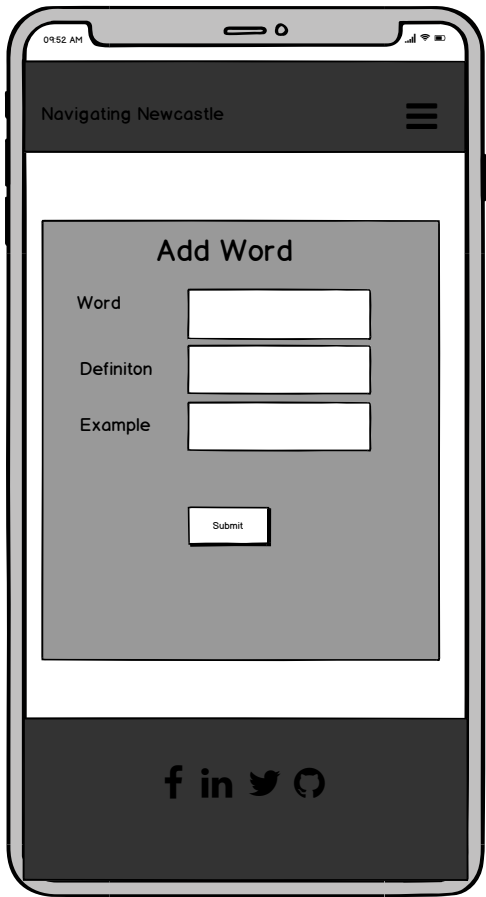 09:52 AM
Navigating Newcastle
Add Word
Word
Definiton
Example
Submit